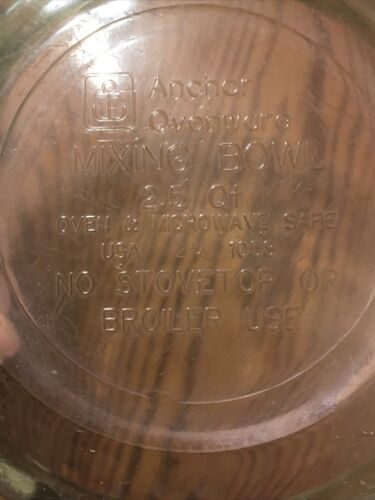 Anchor
Ovenware
MIXING BOWL
2.5 Qt
OVEN & MICROWAVE SAFE
USA
NO STOVETOP OR
BROILER USE